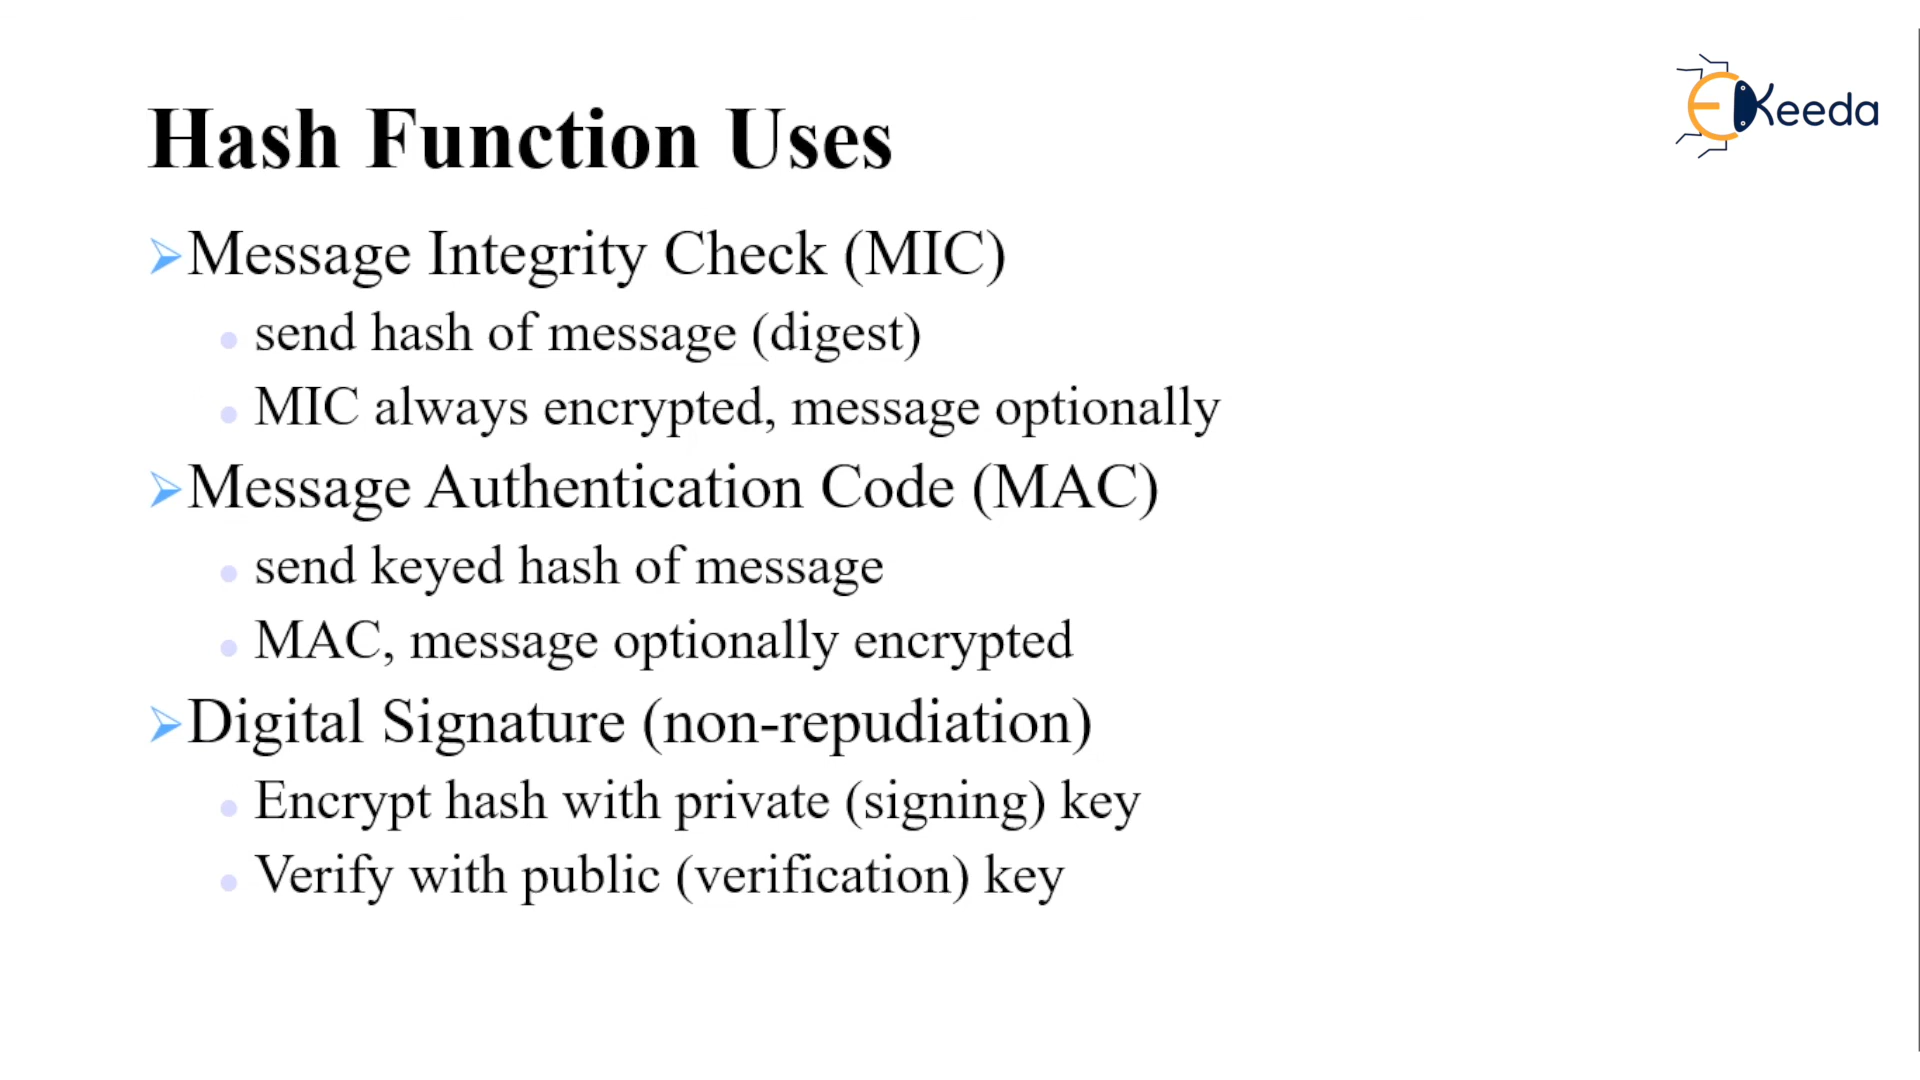 Hash Function Uses
EKeeda
Message Integrity Check (MIC)
send hash of message (digest)
MIC always encrypted, message optionally
Message Authentication Code (MAC)
send keyed hash of message
MAC, message optionally encrypted
Digital Signature (non-repudiation)
Encrypt hash with private (signing) key
Verify with public (verification) key